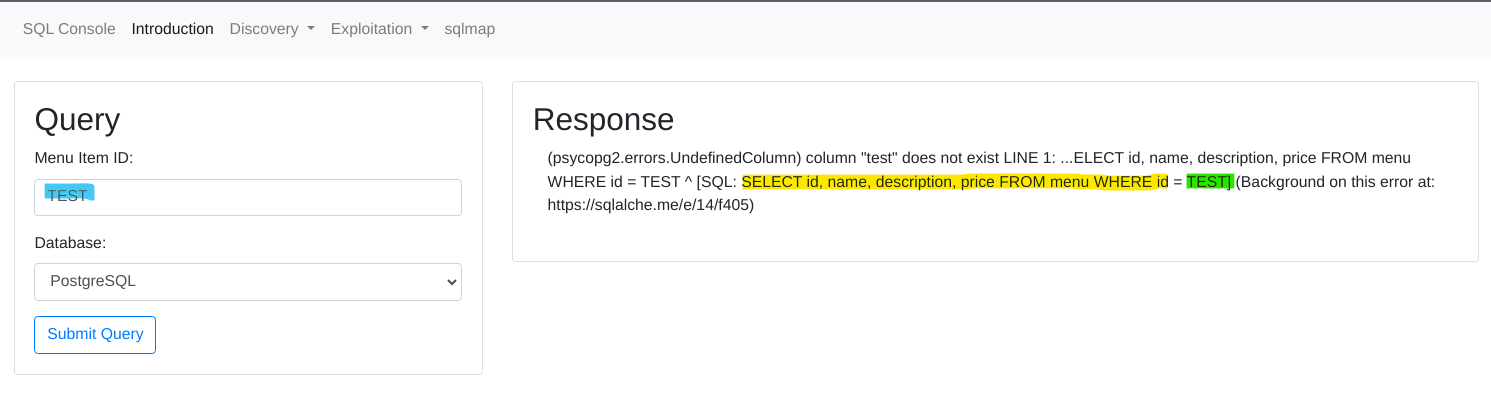 SQL Console Introduction Discovery Exploitation sqlmap
Query
Menu Item ID:
TEST
Database:
PostgreSQL
Submit Query
Response
(psycopg2.errors.UndefinedColumn) column "test" does not exist LINE 1: ...ELECT id, name, description, price FROM menu
WHERE id = TEST ^ [SQL: SELECT id, name, description, price FROM menu WHERE id = TEST] (Background on this error at:
https://sqlalche.me/e/14/f405)